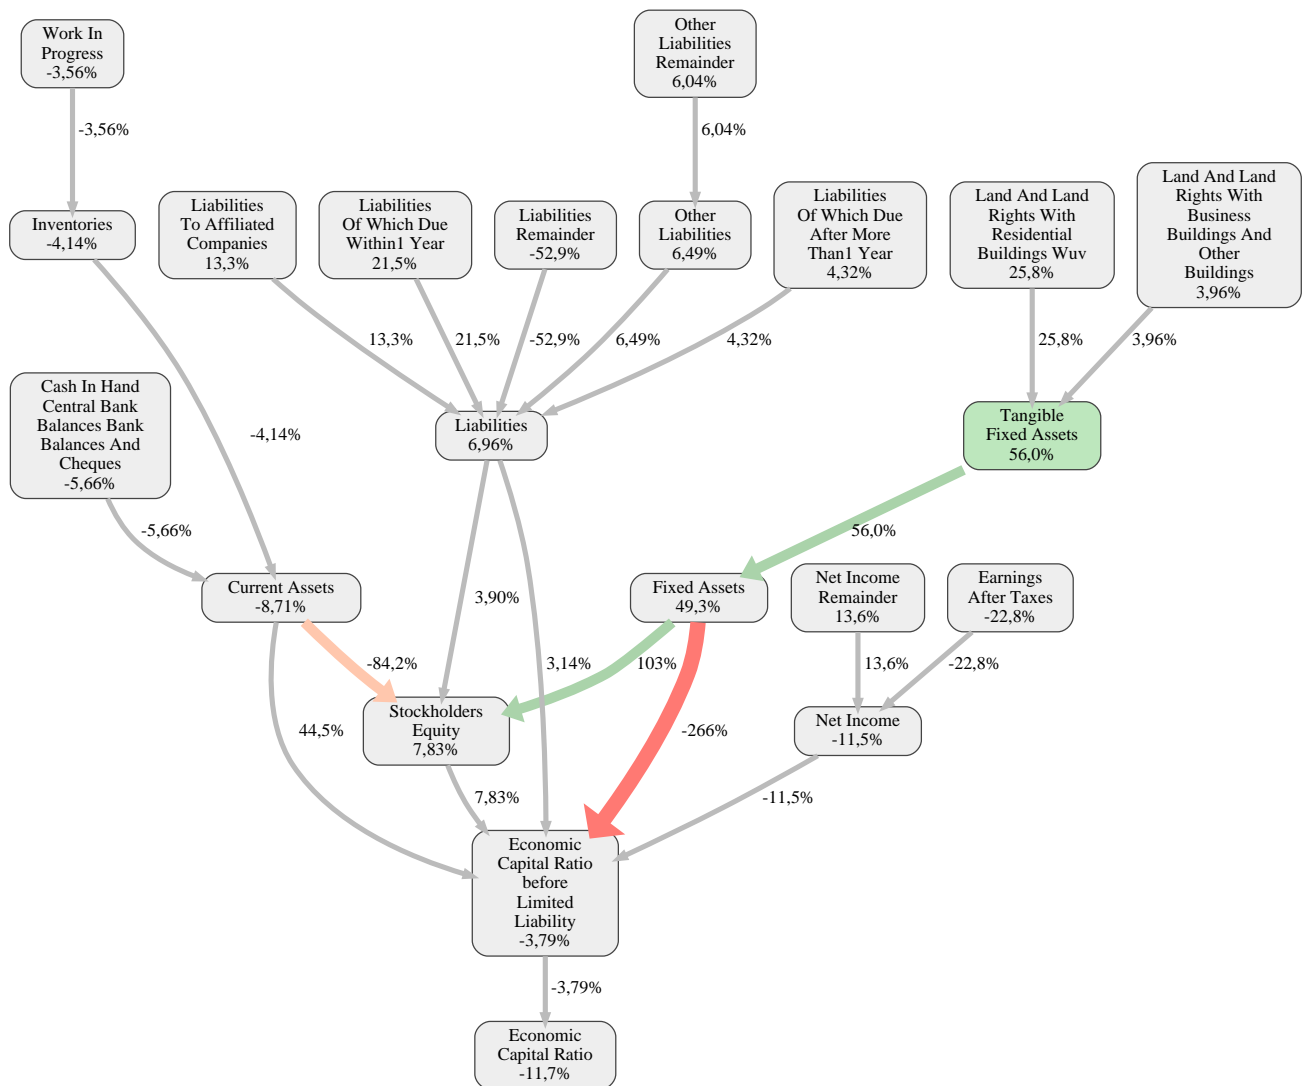 Work In
Progress
-3,56%
Other
Liabilities
Remainder
6,04%
-3,56%
6,04%
Inventories
-4,14%
Liabilities
To Affiliated
Companies
13,3%
Liabilities
Of Which Due
Within1 Year
21,5%
Liabilities
Remainder
-52,9%
Other
Liabilities
6,49%
Liabilities
Of Which Due
After More
Than1 Year
4,32%
Land And Land
Rights With
Residential
Buildings Wuv
25,8%
Land And Land
Rights With
Business
Buildings And
Other
Buildings
3,96%
13,3%
21,5%
-52,9%
6,49%
4,32%
25,8%
3,96%
Cash In Hand
Central Bank
Balances Bank
Balances And
Cheques
-5,66%
-4,14%
Liabilities
6,96%
Tangible
Fixed Assets
56,0%
-5,66%
56,0%
Current Assets
-8,71%
3,90%
Fixed Assets
49,3%
Net Income
Remainder
13,6%
Earnings
After Taxes
-22,8%
-84,2%
3,14%
103%
13,6%
-22,8%
44,5%
Stockholders
Equity
7,83%
-266%
Net Income
-11,5%
7,83%
-11,5%
Economic
Capital Ratio
before
Limited
Liability
-3,79%
-3,79%
Economic
Capital Ratio
-11,7%